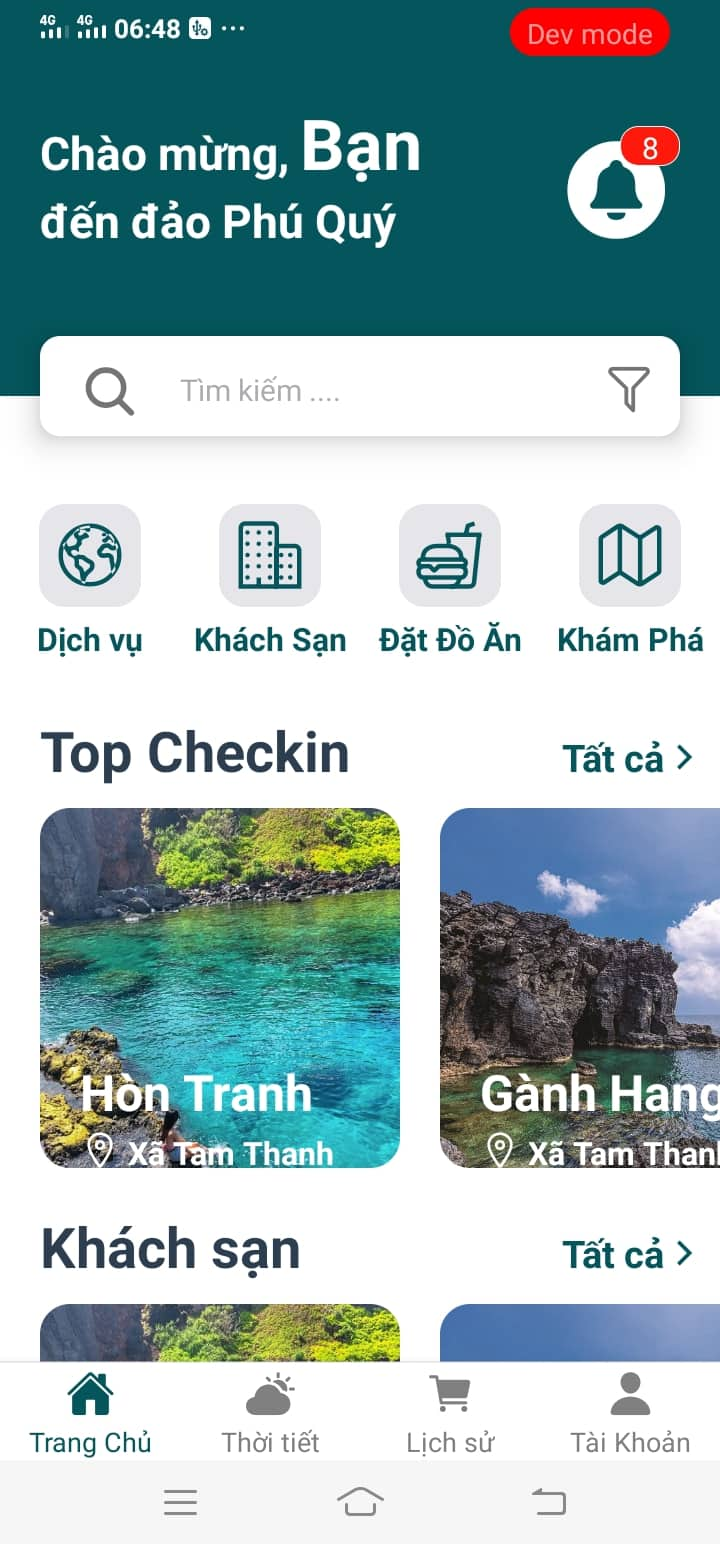 4G 4G 06:48 ...
Dev mode
Chào mừng, Bạn
đến đảo Phú Quý
8
Tìm kiếm ....
Dịch vụ
Khách Sạn
Đặt Đồ Ăn
Khám Phá
Top Checkin
Tất cả >
Hòn Tranh
Xã Tam Thanh
Gành Hang
Xã Tam Thanh
Khách sạn
Tất cả >
Trang Chủ
Thời tiết
Lịch sử
Tài Khoản